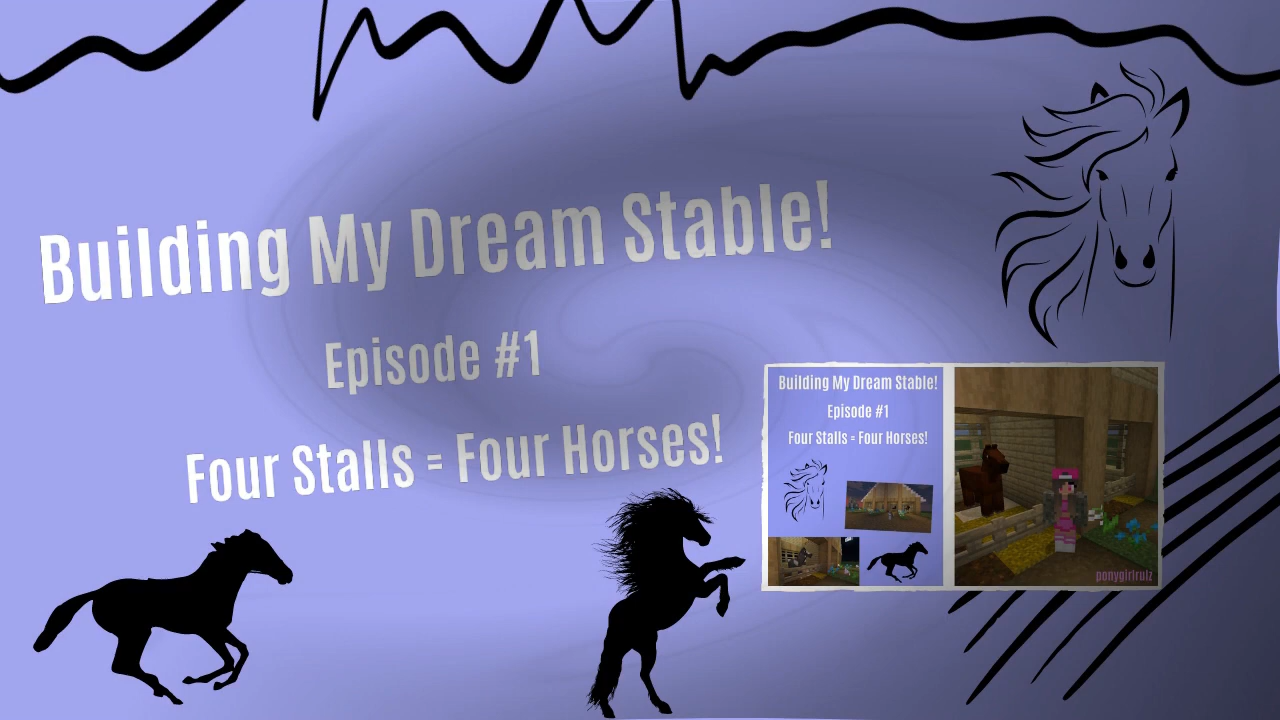 Building My Dream Stable!
Episode #1
Four Stalls = Four Horses!
Building My Dream Stable!
Episode #1
Four Stalls = Four Horses!
ponygirlrulz